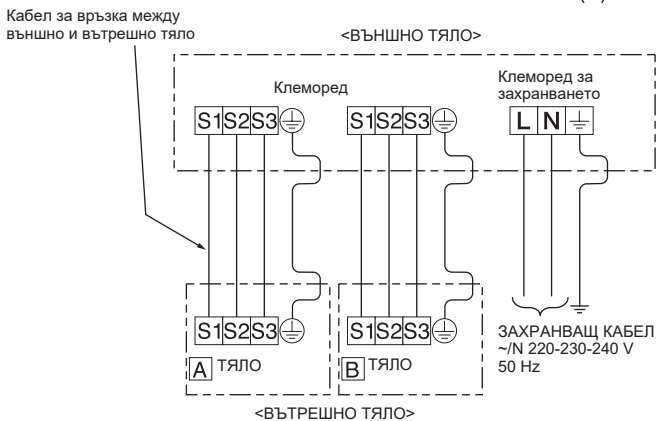 Кабел за връзка между
външно и вътрешно тяло
<ВЪНШНО ТЯЛО>
Клеморед
Клеморед за
захранването
S1 S2 S3
S1 S2 S3
L N
S1 S2 S3
S1 S2 S3
A ТЯЛО
B ТЯЛО
ЗАХРАНВАЩ КАБЕЛ
~/N 220-230-240 V
50 Hz
<ВЪТРЕШНО ТЯЛО>